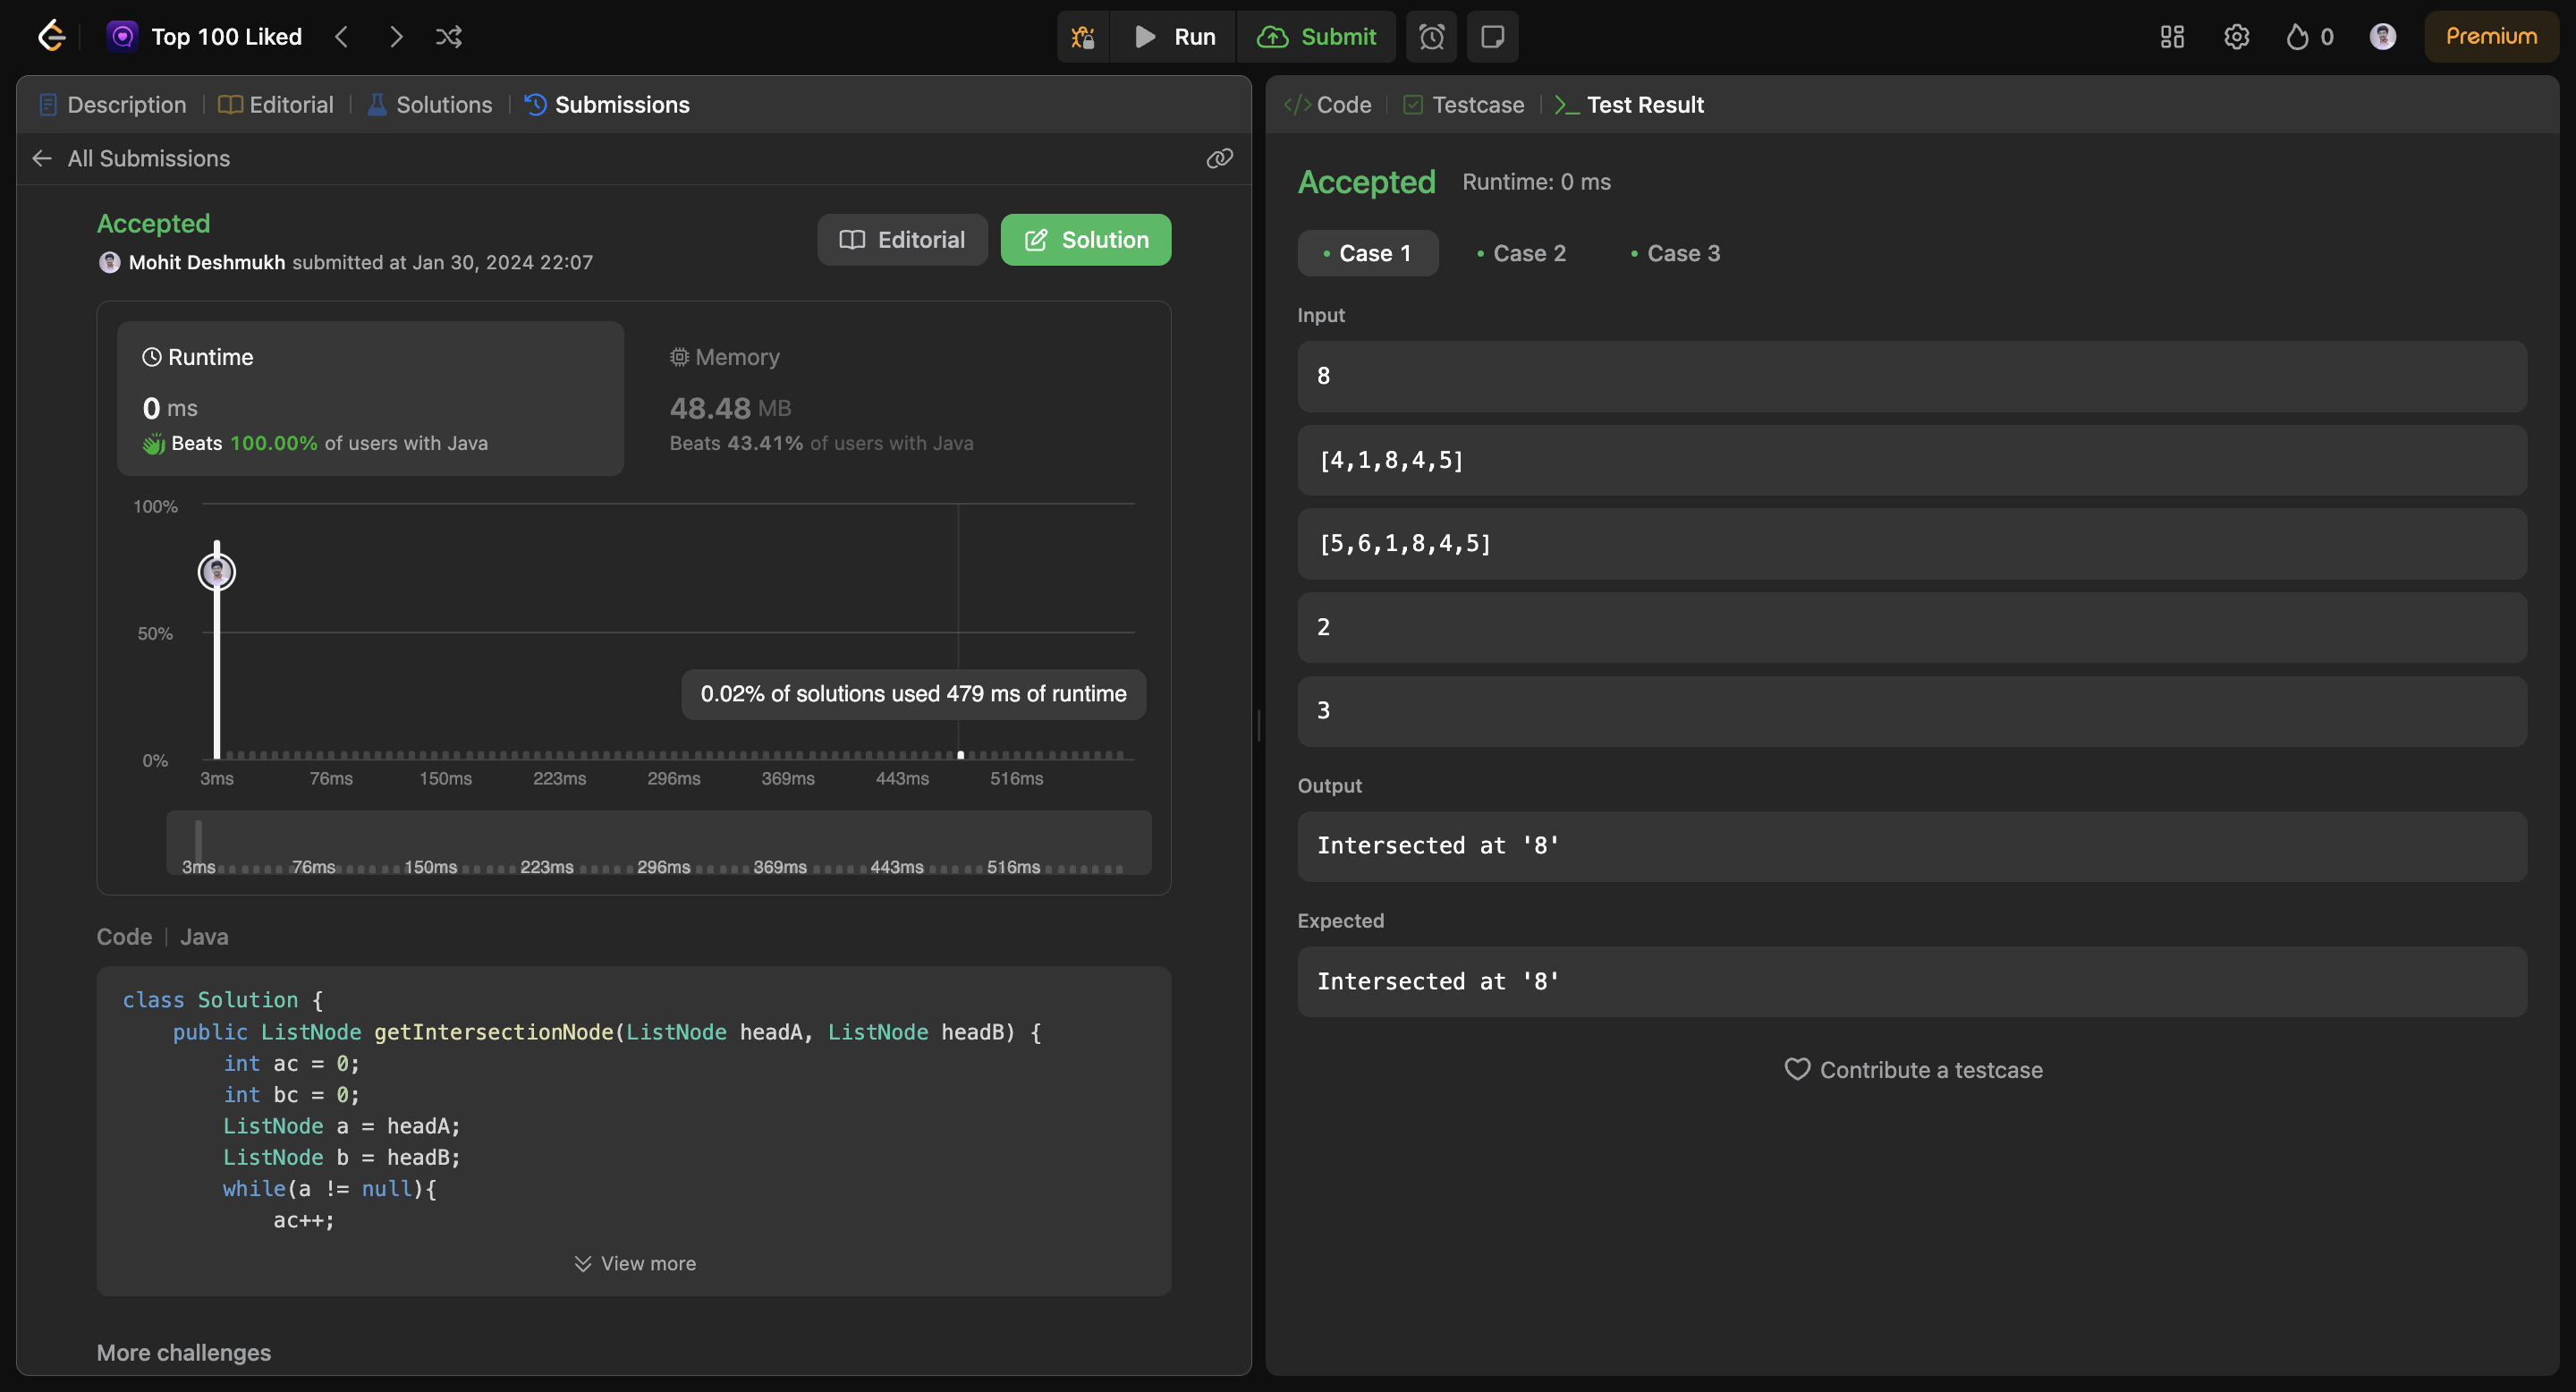 Top 100 Liked
Run
Submit
0
Premium
Description | Editorial | Solutions | Submissions
All Submissions
Accepted
Mohit Deshmukh submitted at Jan 30, 2024 22:07
Editorial
Solution
Runtime
0 ms
Beats 100.00% of users with Java
Memory
48.48 MB
Beats 43.41% of users with Java
100%
50%
0%
0.02% of solutions used 479 ms of runtime
3ms 76ms 150ms 223ms 296ms 369ms 443ms 516ms
3ms 76ms 150ms 223ms 296ms 369ms 443ms 516ms
Code | Java
class Solution {
    public ListNode getIntersectionNode(ListNode headA, ListNode headB) {
        int ac = 0;
        int bc = 0;
        ListNode a = headA;
        ListNode b = headB;
        while(a != null){
            ac++;
View more
More challenges
</> Code | Testcase | >_ Test Result
Accepted Runtime: 0 ms
• Case 1 • Case 2 • Case 3
Input
8
[4,1,8,4,5]
[5,6,1,8,4,5]
2
3
Output
Intersected at '8'
Expected
Intersected at '8'
Contribute a testcase